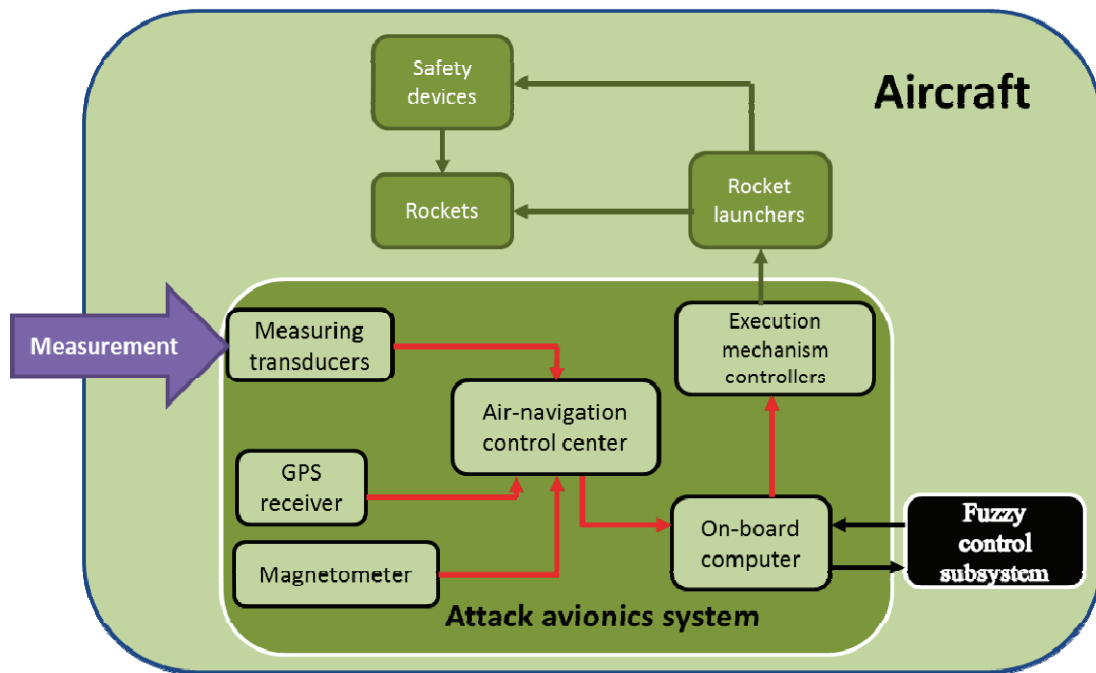 Safety
devices
Aircraft
Rockets
Rocket
launchers
Measurement
Measuring
transducers
Execution
mechanism
controllers
Air-navigation
control center
GPS
receiver
On-board
computer
Fuzzy
control
subsystem
Magnetometer
Attack avionics system